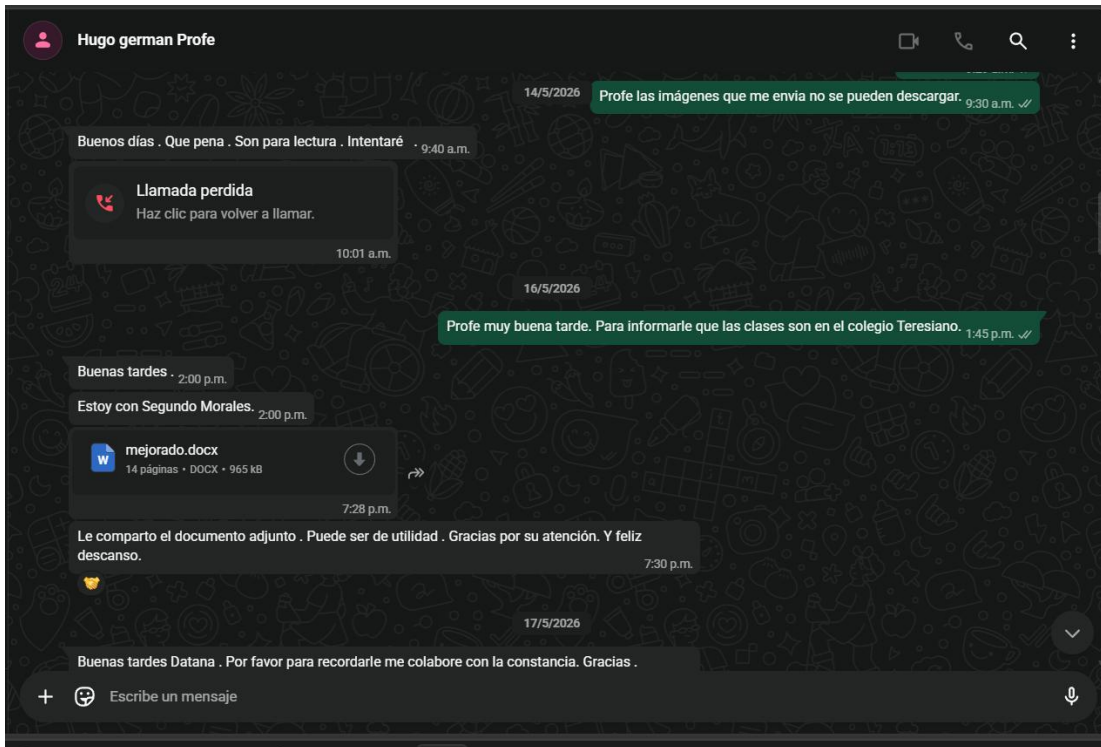 Hugo german Profe
14/5/2026
Profe las imágenes que me envia no se pueden descargar. 9:30 a.m.
Buenos días . Que pena . Son para lectura . Intentaré . 9:40 a.m.
Llamada perdida
Haz clic para volver a llamar.
10:01 a.m.
16/5/2026
Profe muy buena tarde. Para informarle que las clases son en el colegio Teresiano. 1:45 p.m.
Buenas tardes . 2:00 p.m.
Estoy con Segundo Morales. 2:00 p.m.
W mejorado.docx
14 páginas • DOCX • 965 kB
7:28 p.m.
Le comparto el documento adjunto . Puede ser de utilidad . Gracias por su atención. Y feliz
descanso.
7:30 p.m.
17/5/2026
Buenas tardes Datana . Por favor para recordarle me colabore con la constancia. Gracias .
Escribe un mensaje